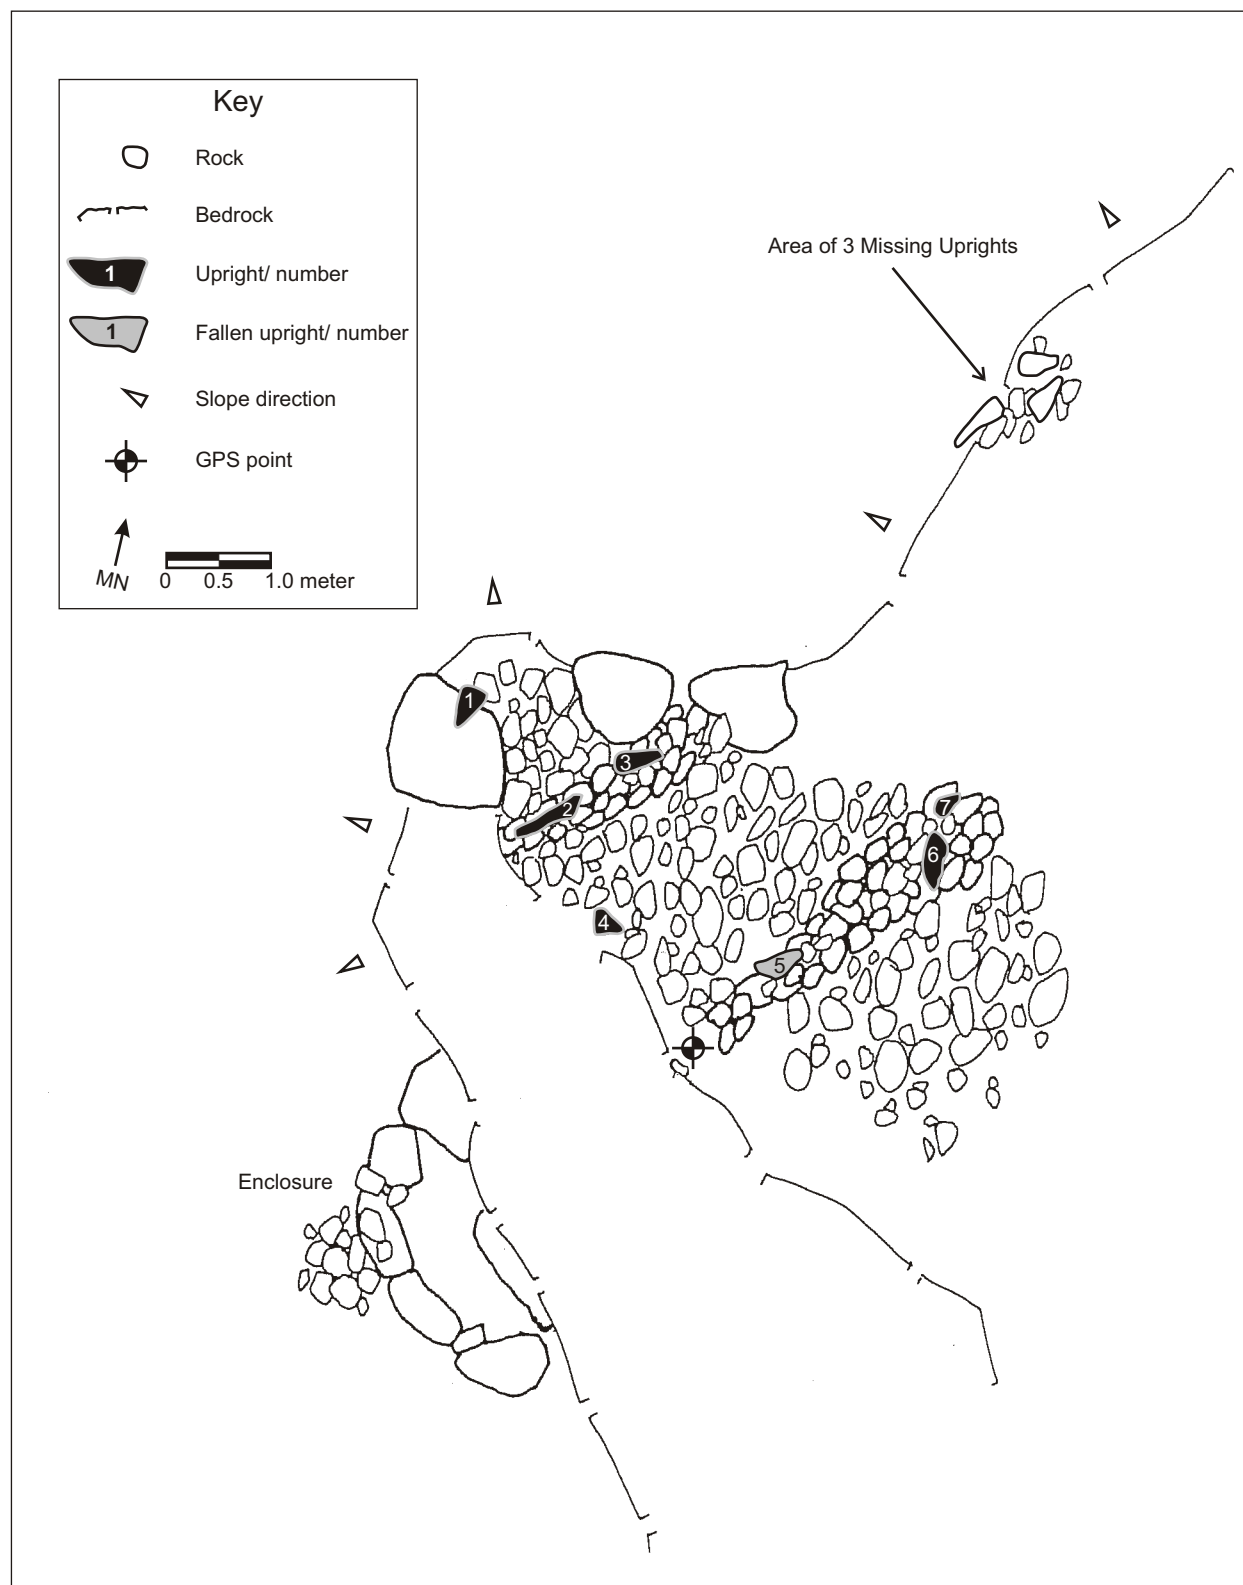 Key
Rock
Bedrock
1 Upright/ number
1 Fallen upright/ number
Slope direction
GPS point
MN
0 0.5 1.0 meter
Area of 3 Missing Uprights
1
3
2
7
6
4
5
Enclosure